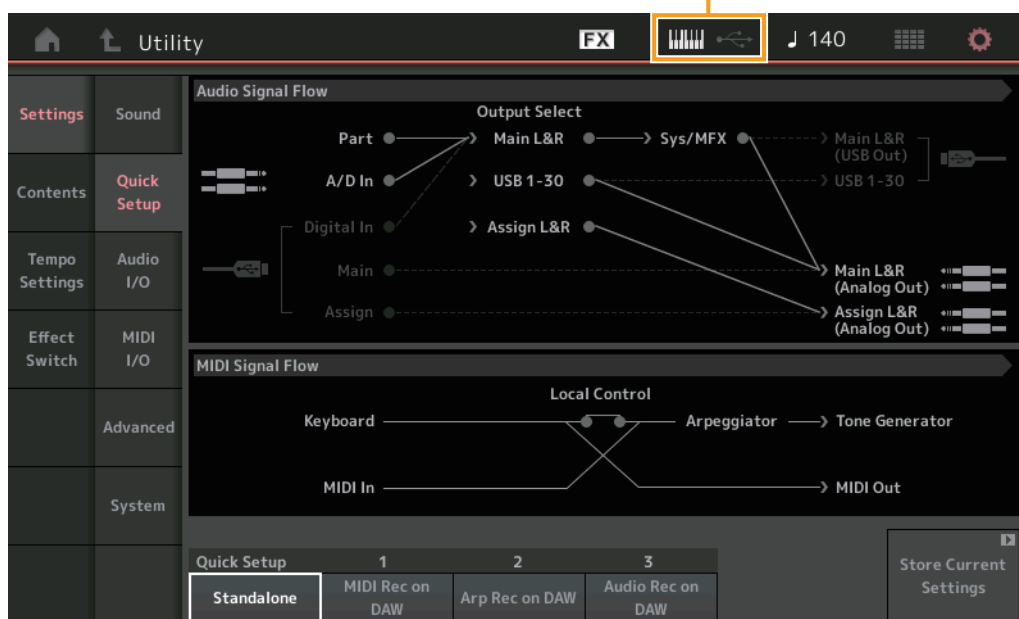 Utility
FX
140
Settings
Contents
Tempo
Settings
Effect
Switch
Sound
Quick
Setup
Audio
I/O
MIDI
I/O
Advanced
System
Audio Signal Flow
Output Select
Part
Main L&R
Sys/MFX
Main L&R
(USB Out)
A/D In
USB 1-30
USB 1-30
Digital In
Assign L&R
Main
Main L&R
(Analog Out)
Assign
Assign L&R
(Analog Out)
MIDI Signal Flow
Local Control
Keyboard
Arpeggiator
Tone Generator
MIDI In
MIDI Out
Quick Setup
1
2
3
Standalone
MIDI Rec on
DAW
Arp Rec on DAW
Audio Rec on
DAW
Store Current
Settings